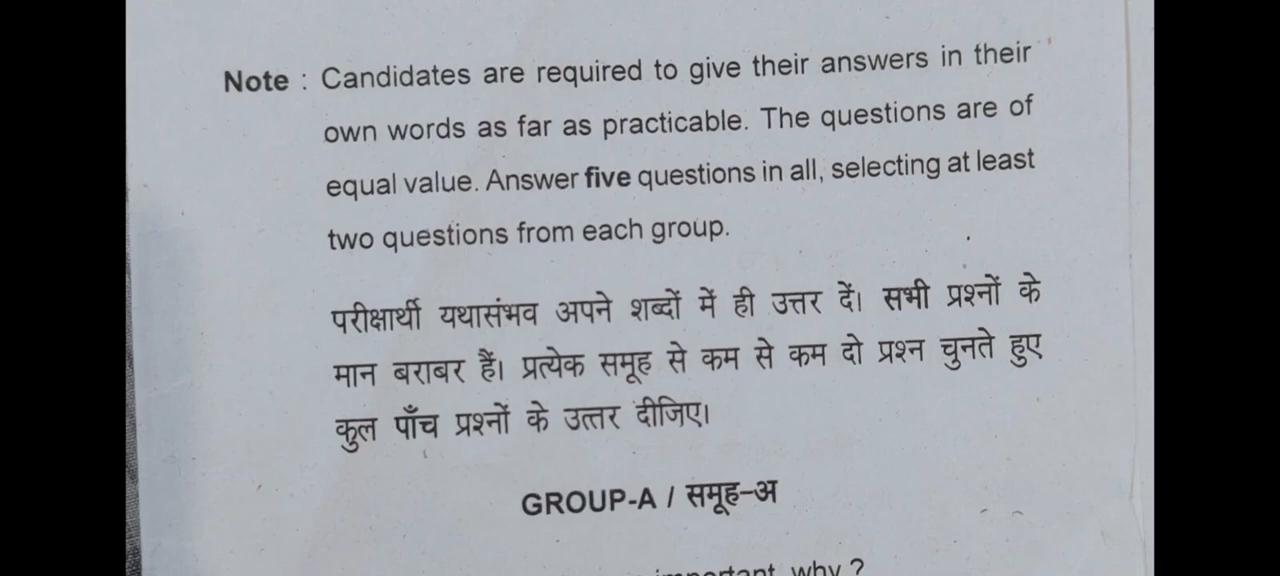 Note : Candidates are required to give their answers in their
own words as far as practicable. The questions are of
equal value. Answer five questions in all, selecting at least
two questions from each group.
परीक्षार्थी यथासंभव अपने शब्दों में ही उत्तर दें। सभी प्रश्नों के
मान बराबर हैं। प्रत्येक समूह से कम से कम दो प्रश्न चुनते हुए
कुल पाँच प्रश्नों के उत्तर दीजिए।
GROUP-A / समूह-अ
important, why ?